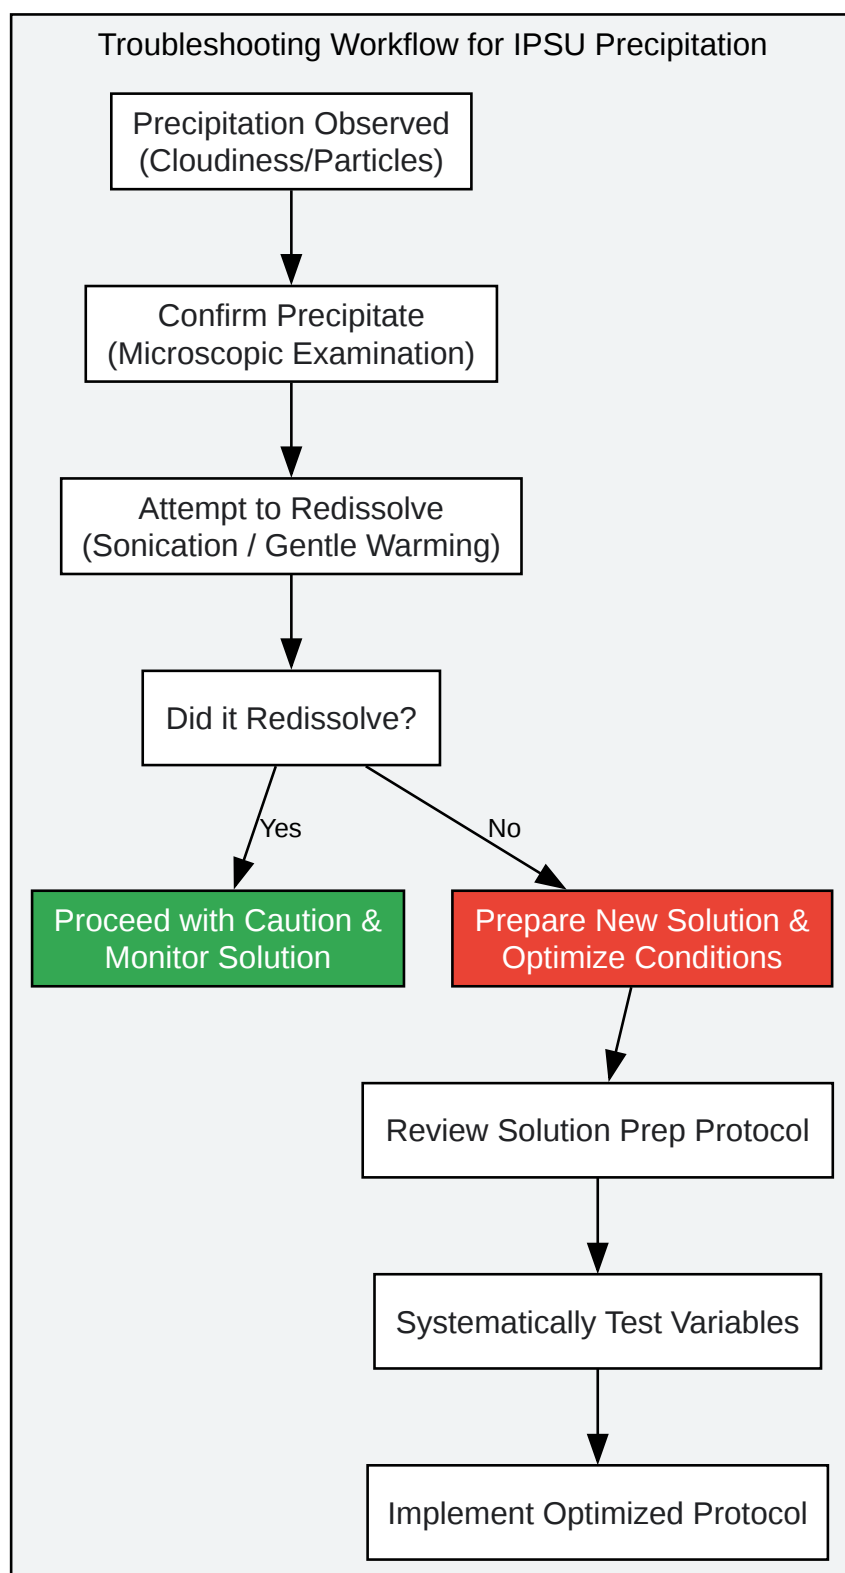 Troubleshooting Workflow for IPSU Precipitation
Precipitation Observed
(Cloudiness/Particles)
Confirm Precipitate
(Microscopic Examination)
Attempt to Redissolve
(Sonication / Gentle Warming)
Did it Redissolve?
Yes
No
Proceed with Caution &
Monitor Solution
Prepare New Solution &
Optimize Conditions
Review Solution Prep Protocol
Systematically Test Variables
Implement Optimized Protocol